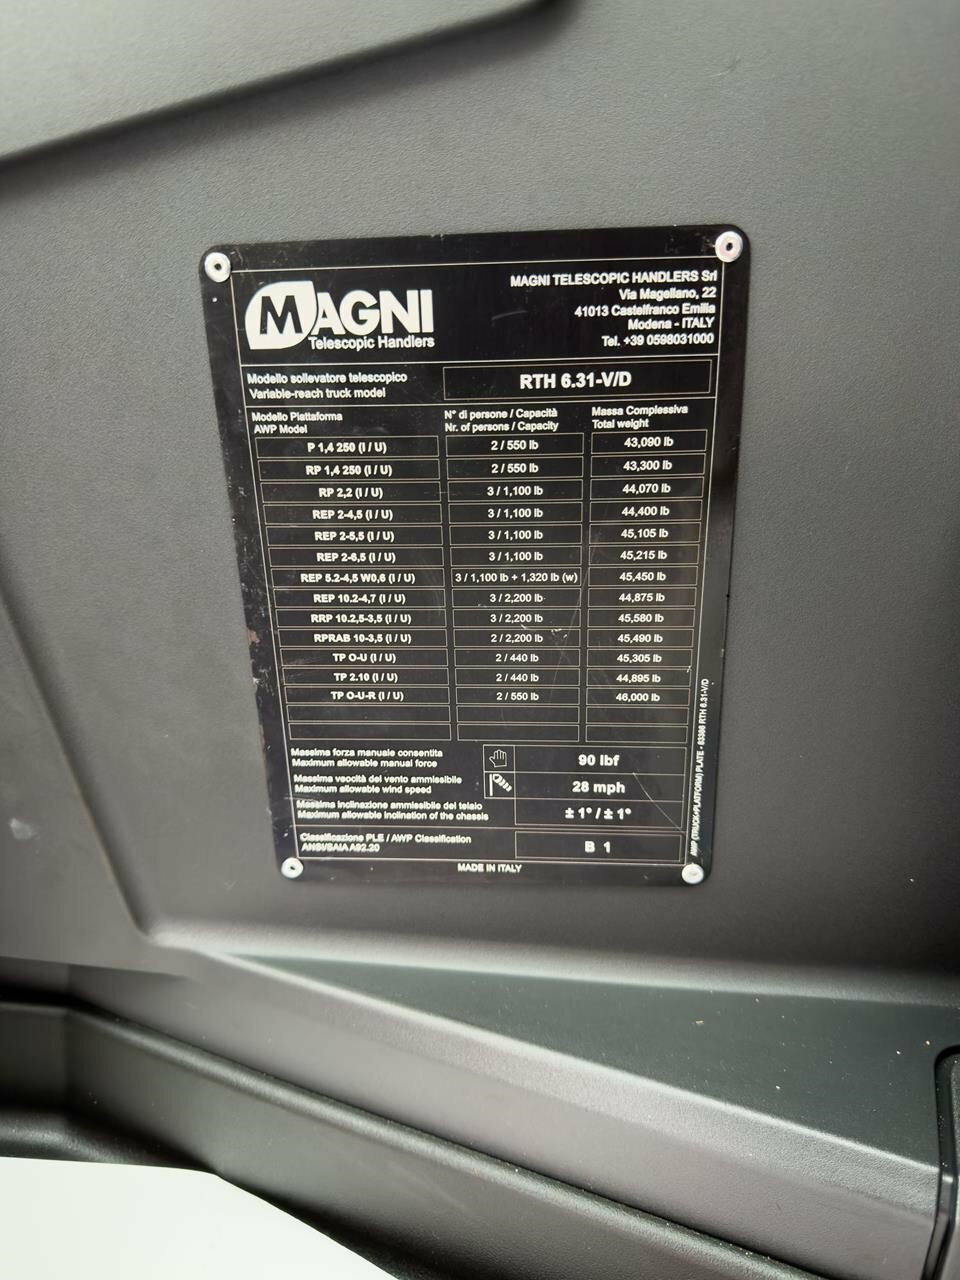 MAGNI
Telescopic Handlers
MAGNI TELESCOPIC HANDLERS Srl
Via Magellano, 22
41013 Castelfranco Emilia
Modena - ITALY
Tel. +39 0598031000
Modello sollevatore telescopico
Variable-reach truck model
RTH 6.31-V/D
Modello Piattaforma
AWP Model
N° di persone / Capacità
Nr. of persons / Capacity
Massa Complessiva
Total weight
P 1,4 250 (I / U) 2 / 550 lb 43,090 lb
RP 1,4 250 (I / U) 2 / 550 lb 43,300 lb
RP 2,2 (I / U) 3 / 1,100 lb 44,070 lb
REP 2-4,5 (I / U) 3 / 1,100 lb 44,400 lb
REP 2-5,5 (I / U) 3 / 1,100 lb 45,105 lb
REP 2-6,5 (I / U) 3 / 1,100 lb 45,215 lb
REP 5.2-4,5 W0,6 (I / U) 3 / 1,100 lb + 1,320 lb (w) 45,450 lb
REP 10.2-4,7 (I / U) 3 / 2,200 lb 44,875 lb
RRP 10.2,5-3,5 (I / U) 3 / 2,200 lb 45,580 lb
RPRAB 10-3,5 (I / U) 2 / 2,200 lb 45,490 lb
TP O-U (I / U) 2 / 440 lb 45,305 lb
TP 2.10 (I / U) 2 / 440 lb 44,895 lb
TP O-U-R (I / U) 2 / 550 lb 46,000 lb
Massima forza manuale consentita
Maximum allowable manual force
90 lbf
Massima velocità del vento ammissibile
Maximum allowable wind speed
28 mph
Massima inclinazione ammissibile del telaio
Maximum allowable inclination of the chassis
± 1° / ± 1°
Classificazione PLE / AWP Classification
ANSI/SAIA A92.20
B 1
MADE IN ITALY
AWP (TRUCK+PLATFORM) PLATE - 83386 RTH 6.31-V/D